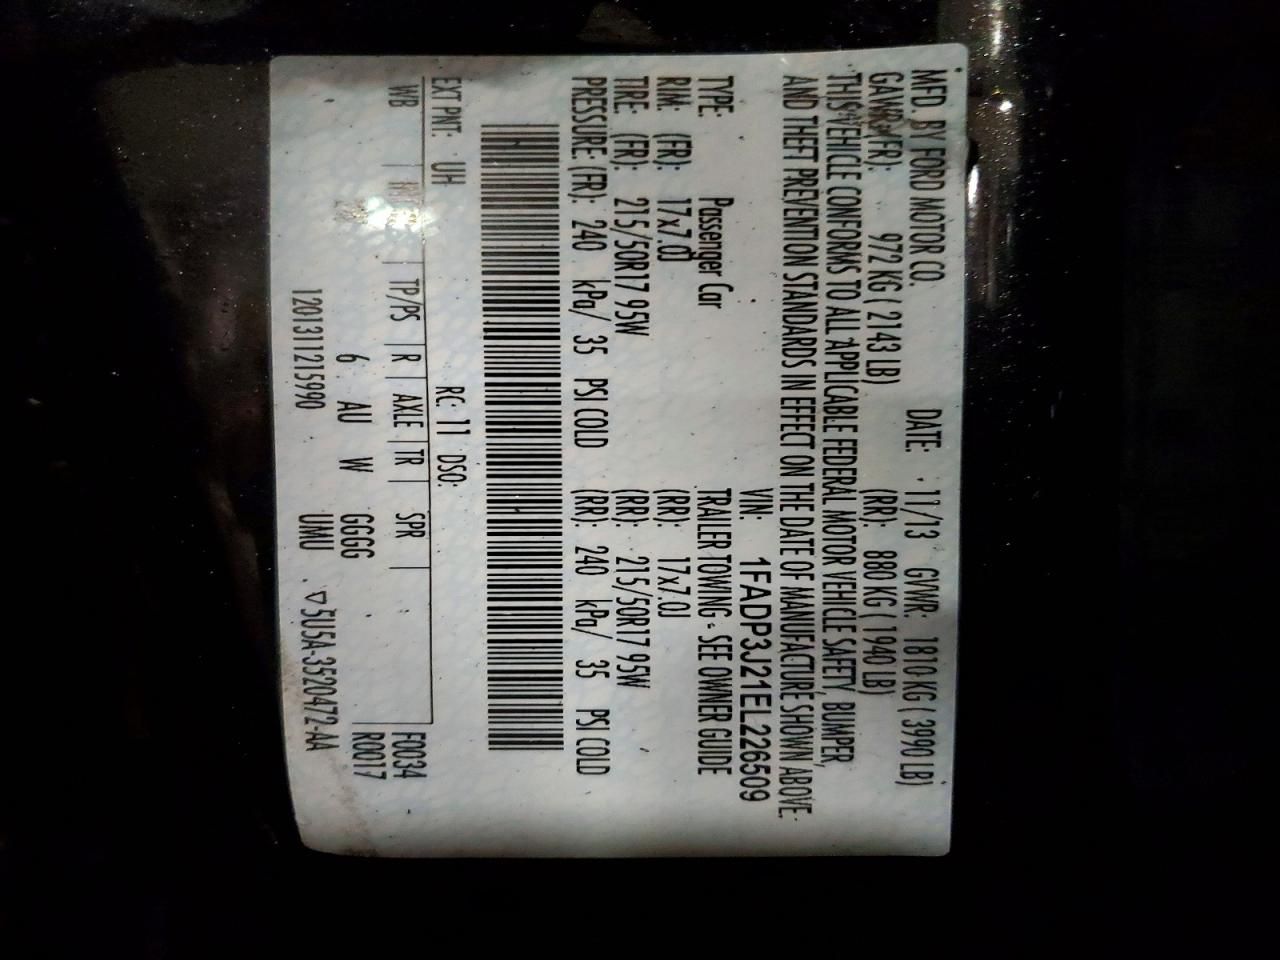 MFD. BY FORD MOTOR CO. DATE: 11/13 GVWR: 1810 KG ( 3990 LB)
GAWR: (FR): 972 KG ( 2143 LB) (RR): 880 KG ( 1940 LB)
THIS VEHICLE CONFORMS TO ALL APPLICABLE FEDERAL MOTOR VEHICLE SAFETY, BUMPER,
AND THEFT PREVENTION STANDARDS IN EFFECT ON THE DATE OF MANUFACTURE SHOWN ABOVE.
VIN: 1FADP3J21EL226509
TYPE: Passenger Car TRAILER TOWING - SEE OWNER GUIDE
RIM: (FR): 17x7.0J (RR): 17x7.0J
TIRE: (FR): 215/50R17 95W (RR): 215/50R17 95W
PRESSURE: (FR): 240 kPa/ 35 PSI COLD (RR): 240 kPa/ 35 PSI COLD
EXT PNT: UH RC: 11 DSO:
WB TP/PS R AXLE TR SPR F0034
6 AU W GGGG R0017
1201311215990 UMU ▽5U5A-3520472-AA